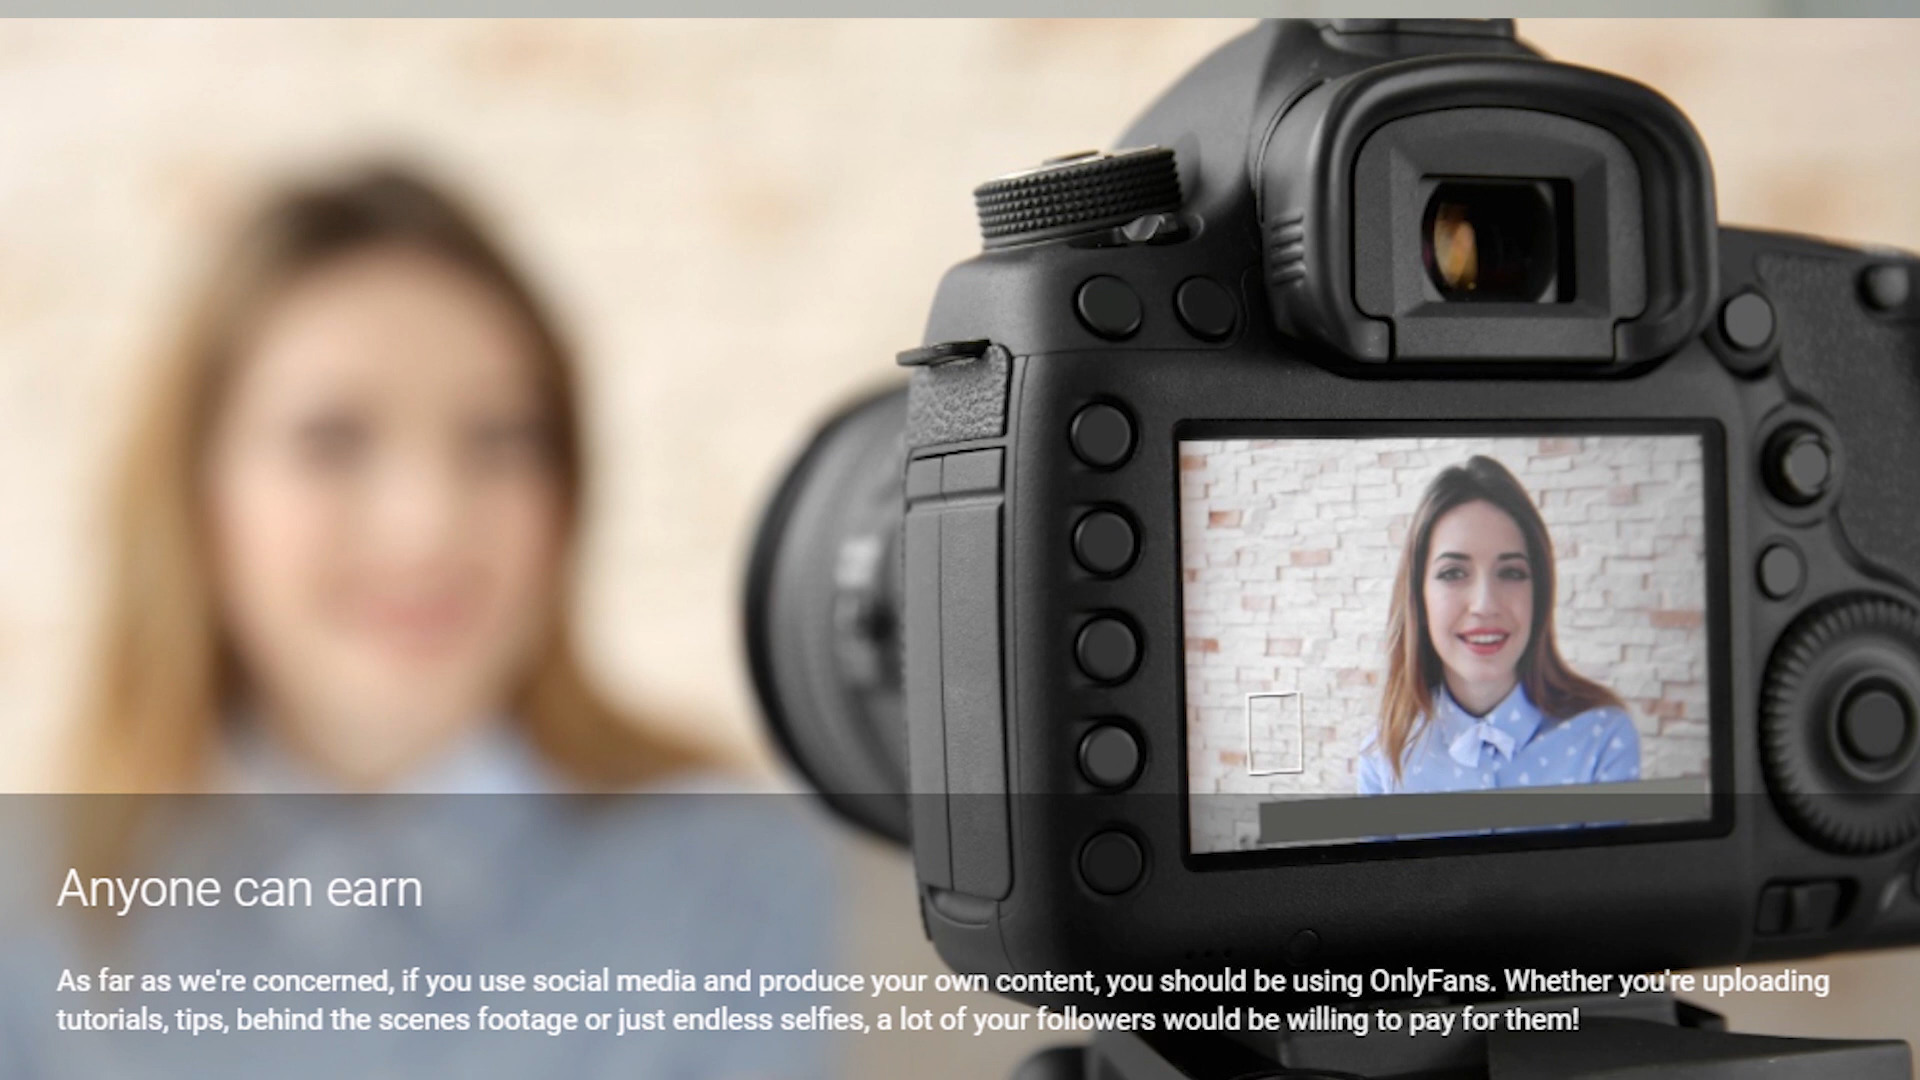 Anyone can earn
As far as we're concerned, if you use social media and produce your own content, you should be using OnlyFans. Whether you're uploading
tutorials, tips, behind the scenes footage or just endless selfies, a lot of your followers would be willing to pay for them!